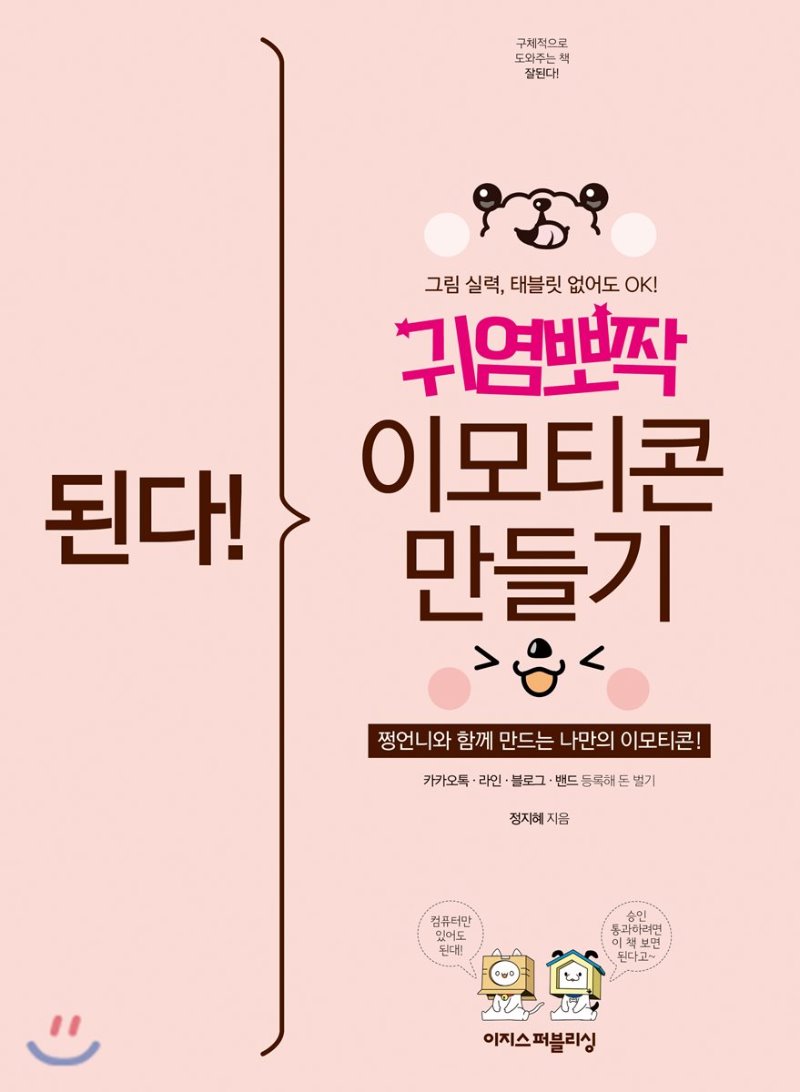 구체적으로
도와주는 책
잘된다!
그림 실력, 태블릿 없어도 OK!
귀염뽀짝
이모티콘
만들기
된다!
쩡언니와 함께 만드는 나만의 이모티콘!
카카오톡 · 라인 · 블로그 · 밴드 등록해 돈 벌기
정지혜 지음
컴퓨터만
있어도
된대!
승인
통과하려면
이 책 보면
된다고~
이지스퍼블리싱